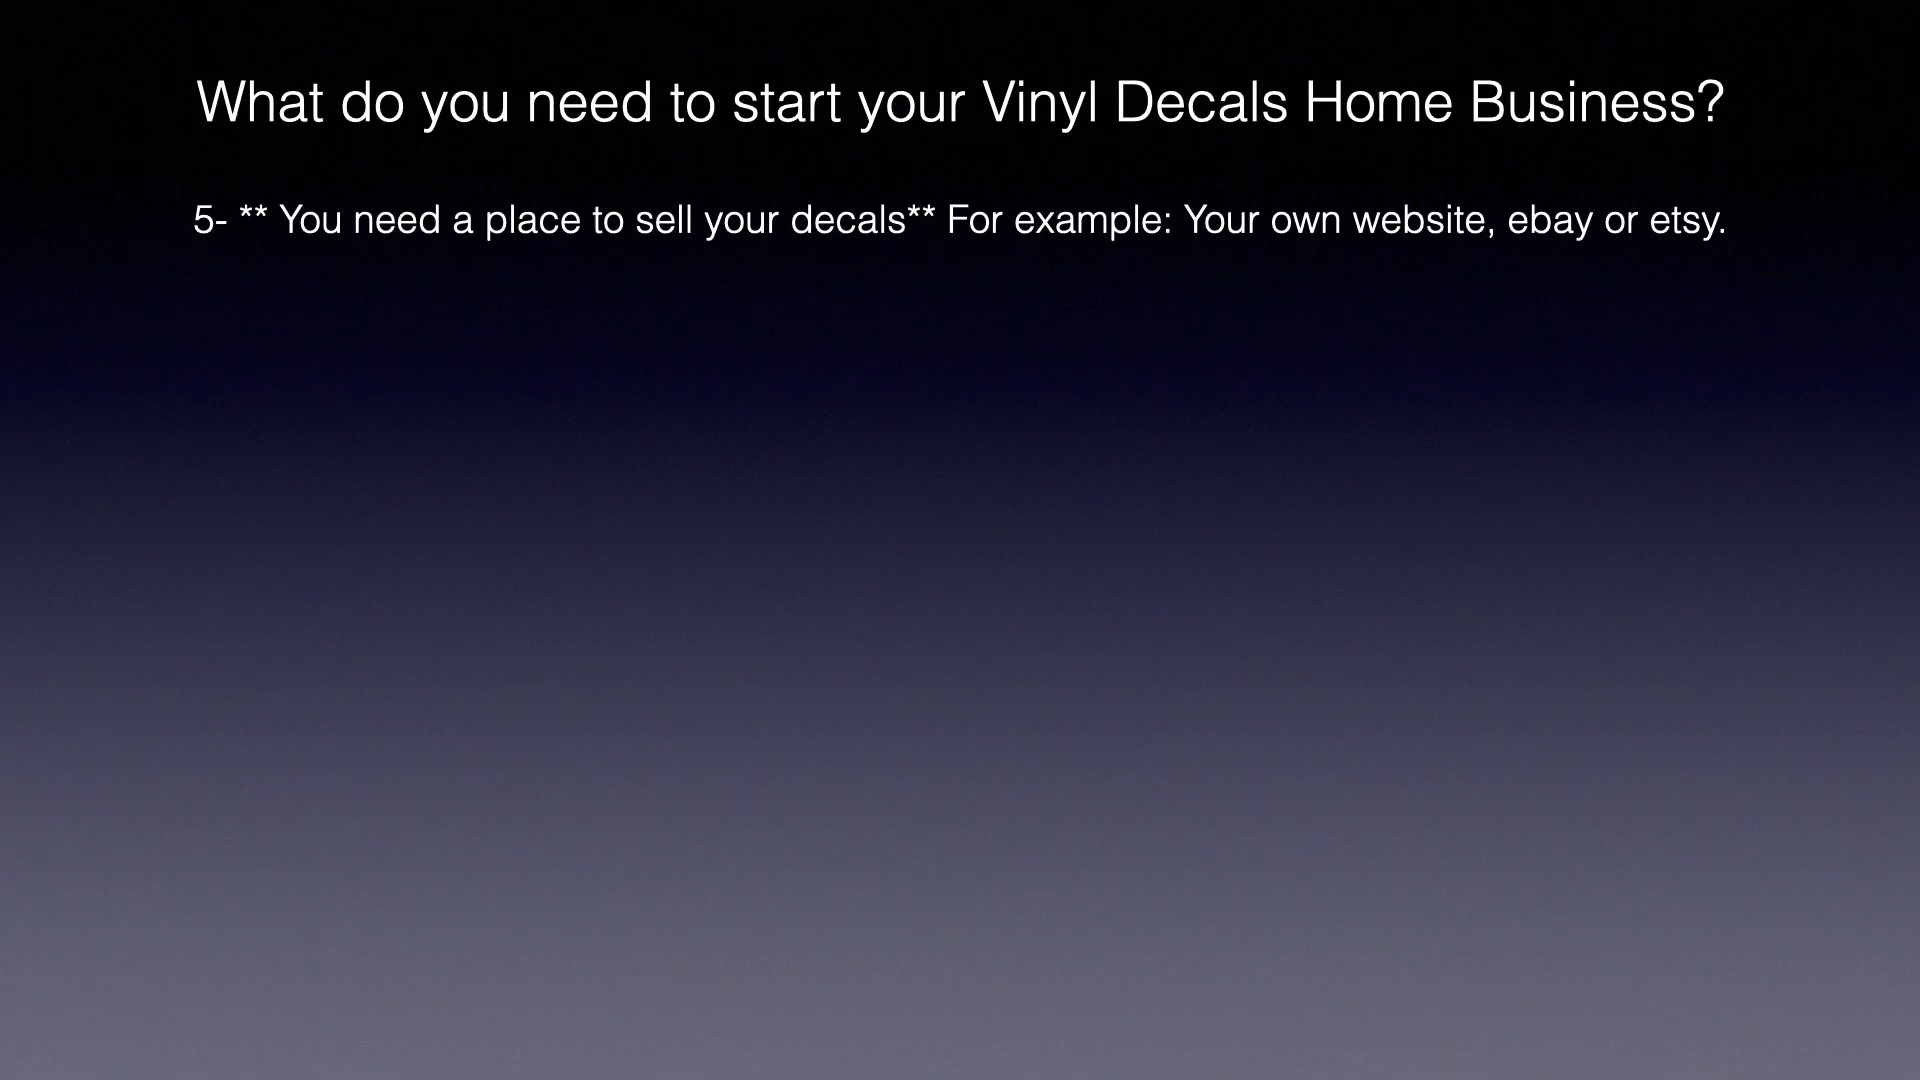 What do you need to start your Vinyl Decals Home Business?
5- ** You need a place to sell your decals** For example: Your own website, ebay or etsy.